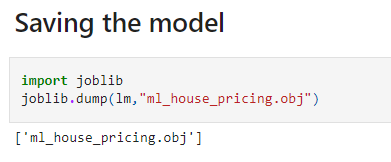 Saving the model
import joblib
joblib.dump(lm,"ml_house_pricing.obj")
['ml_house_pricing.obj']